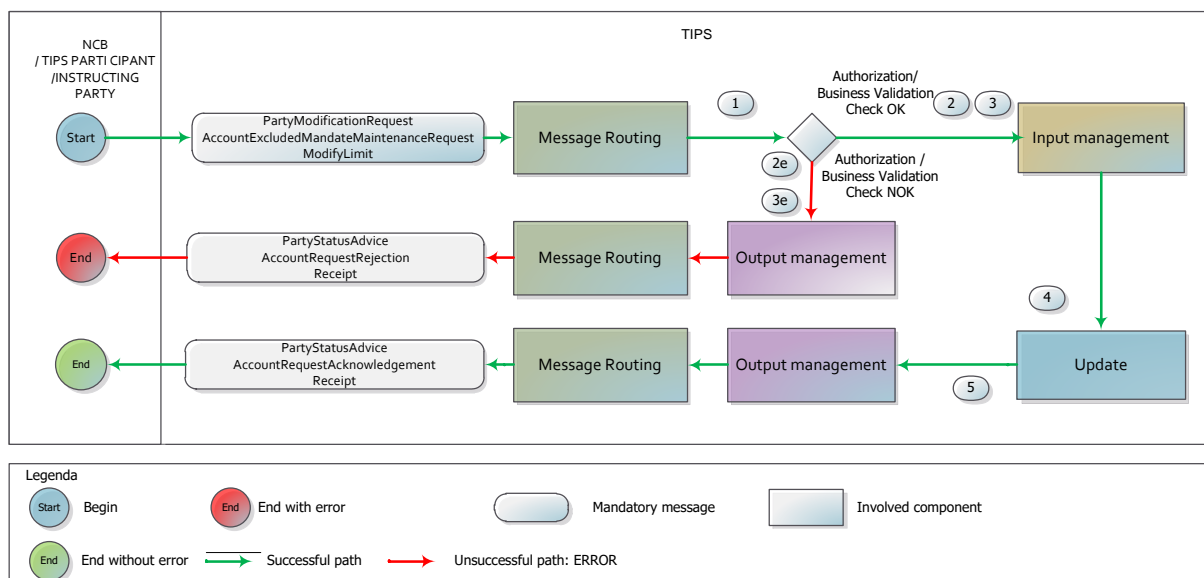 NCB
/ TIPS PARTI CIPANT
/INSTRUCTING
PARTY
TIPS
Start
PartyModificationRequest
AccountExcludedMandateMaintenanceRequest
ModifyLimit
Message Routing
1
Authorization/
Business Validation
Check OK
2
3
Input management
2e
Authorization /
Business Validation
Check NOK
3e
End
PartyStatusAdvice
AccountRequestRejection
Receipt
Message Routing
Output management
4
End
PartyStatusAdvice
AccountRequestAcknowledgement
Receipt
Message Routing
Output management
5
Update
Legenda
Start
Begin
End
End with error
Mandatory message
Involved component
End
End without error
Successful path
Unsuccessful path: ERROR